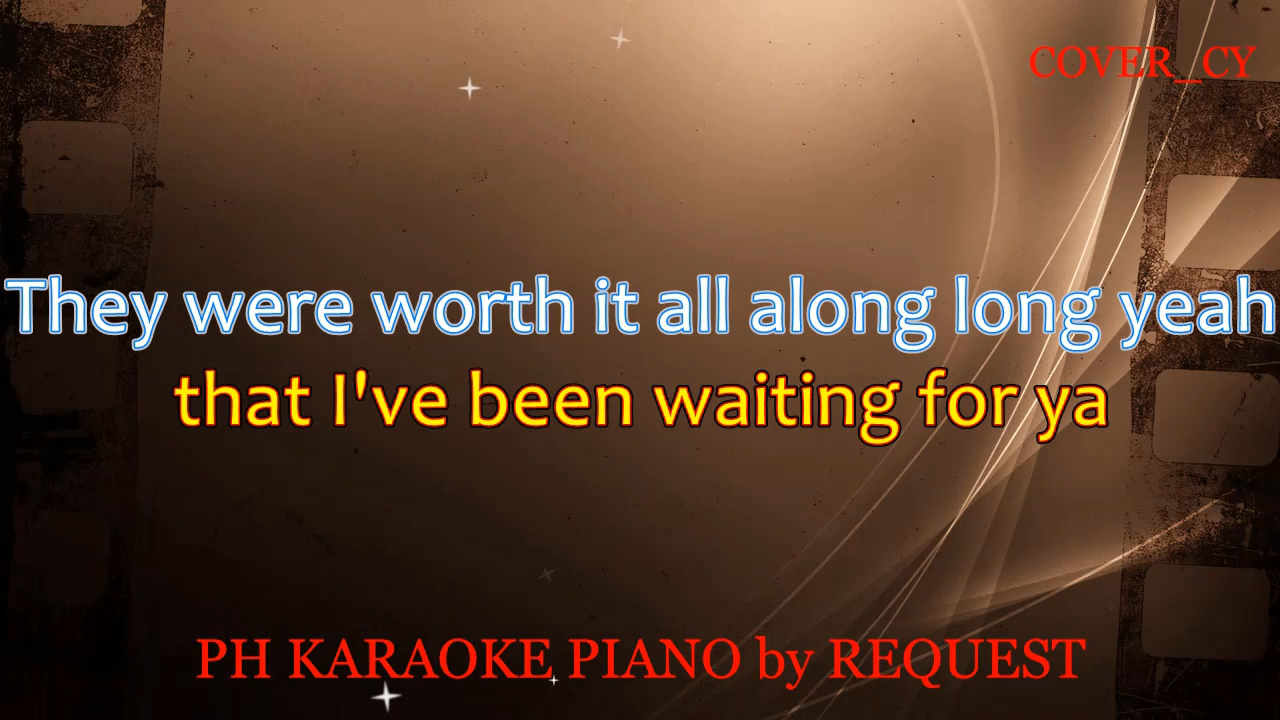 COVER_CY
They were worth it all along long yeah
that I've been waiting for ya
PH KARAOKE PIANO by REQUEST